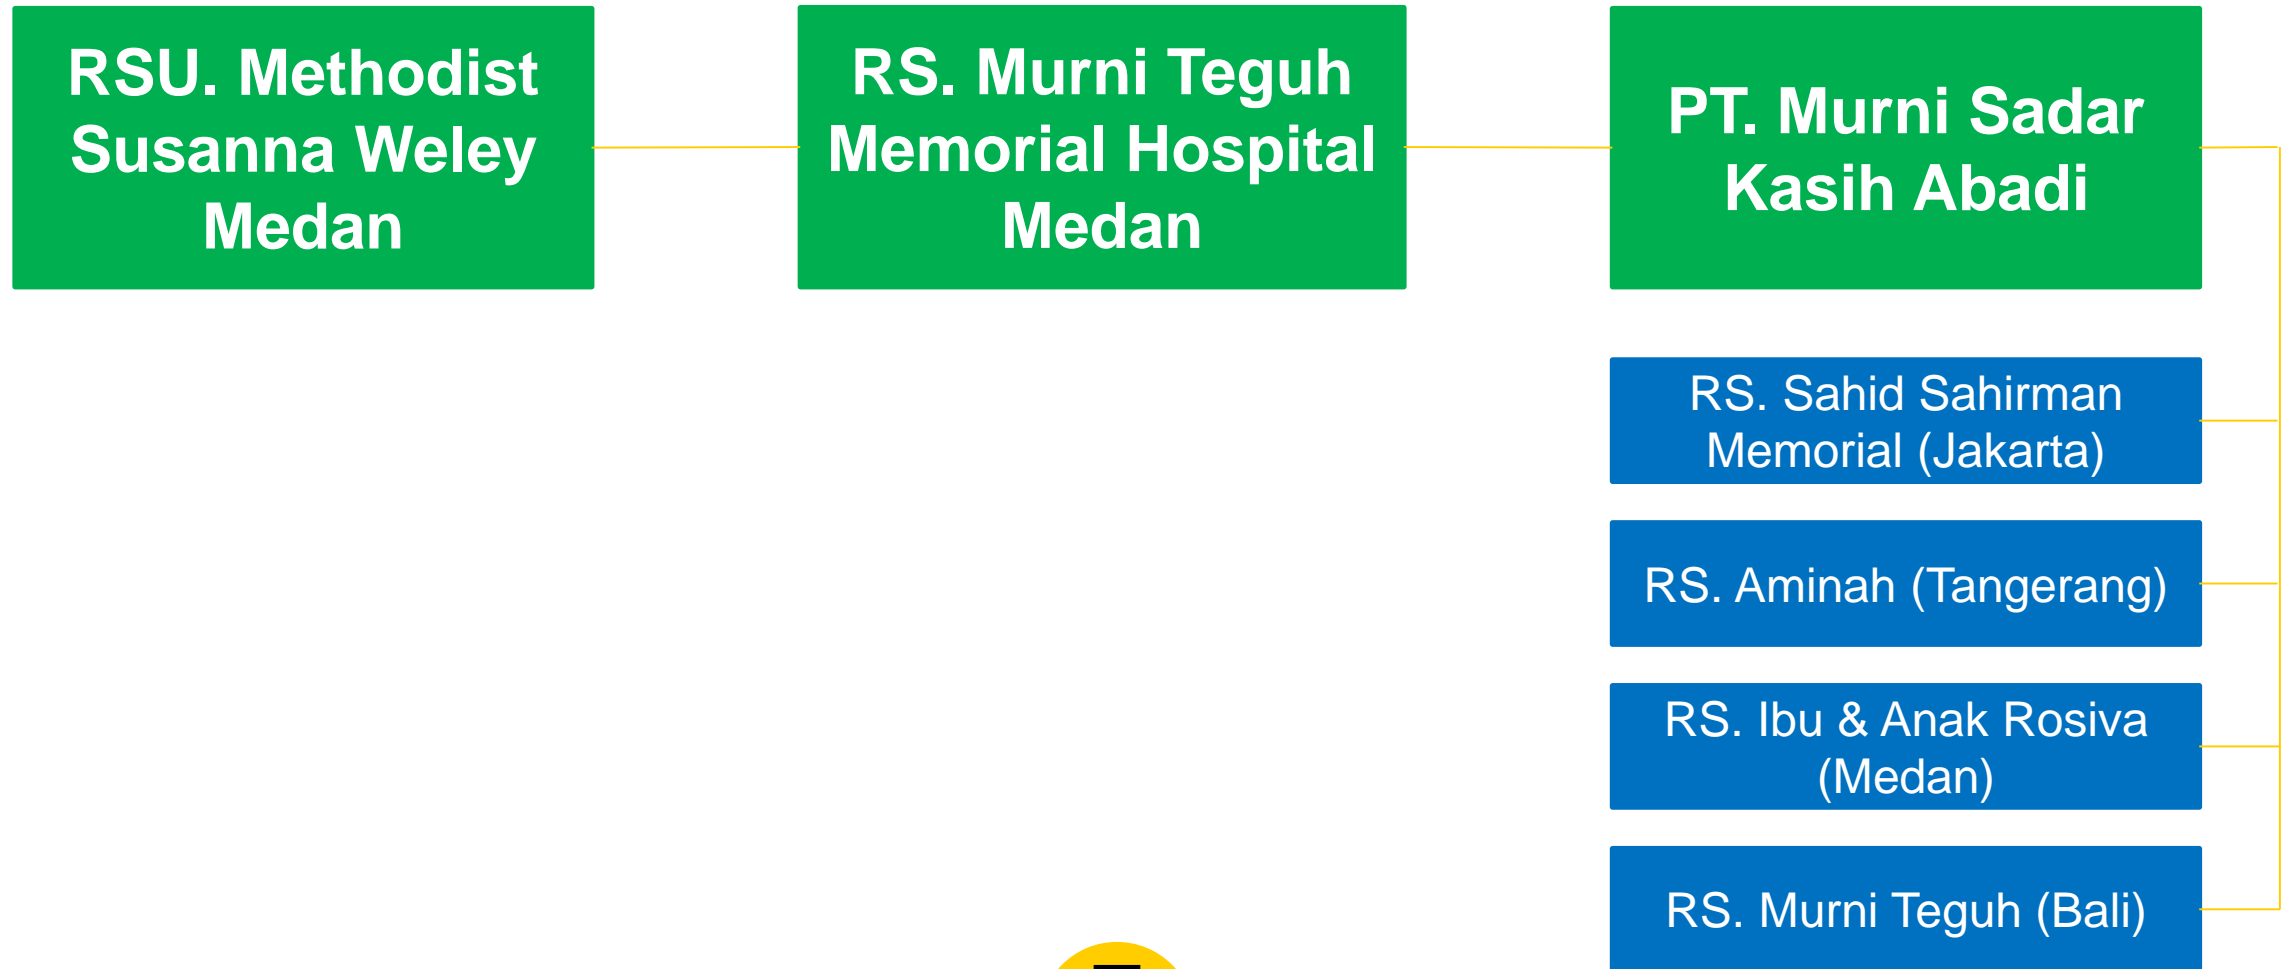 RSU. Methodist
Susanna Weley
Medan
RS. Murni Teguh
Memorial Hospital
Medan
PT. Murni Sadar
Kasih Abadi
RS. Sahid Sahirman
Memorial (Jakarta)
RS. Aminah (Tangerang)
RS. Ibu & Anak Rosiva
(Medan)
RS. Murni Teguh (Bali)